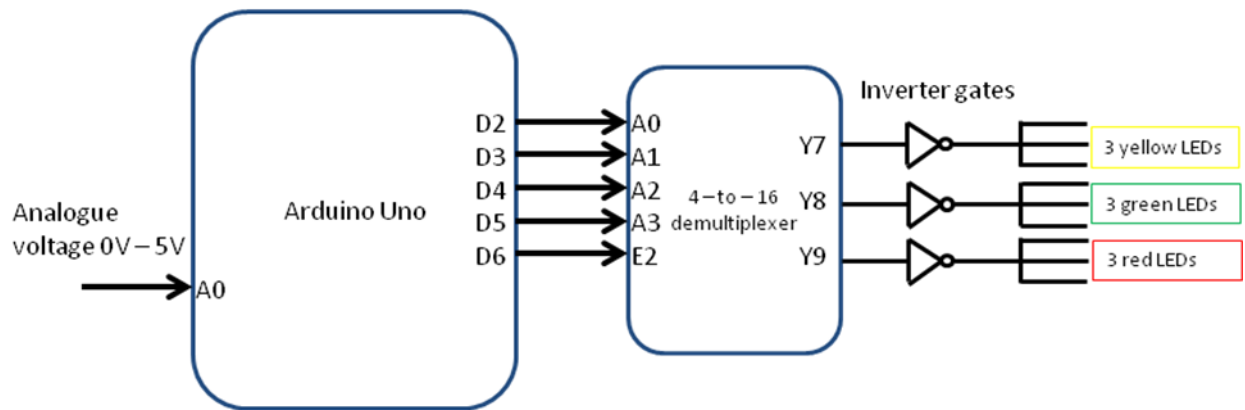 Analogue
voltage 0V – 5V
A0
Arduino Uno
D2
D3
D4
D5
D6
A0
A1
A2
A3
E2
4 – to – 16
demultiplexer
Y7
Y8
Y9
Inverter gates
3 yellow LEDs
3 green LEDs
3 red LEDs